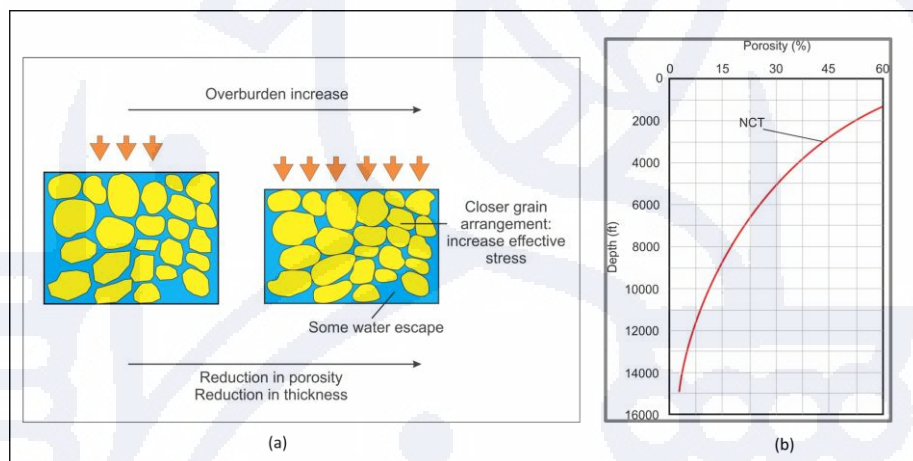 Overburden increase
Closer grain
arrangement:
increase effective
stress
Some water escape
Reduction in porosity
Reduction in thickness
(a)
Porosity (%)
0 15 30 45 60
0
NCT
2000
4000
6000
Depth (ft)
8000
10000
12000
14000
16000
(b)